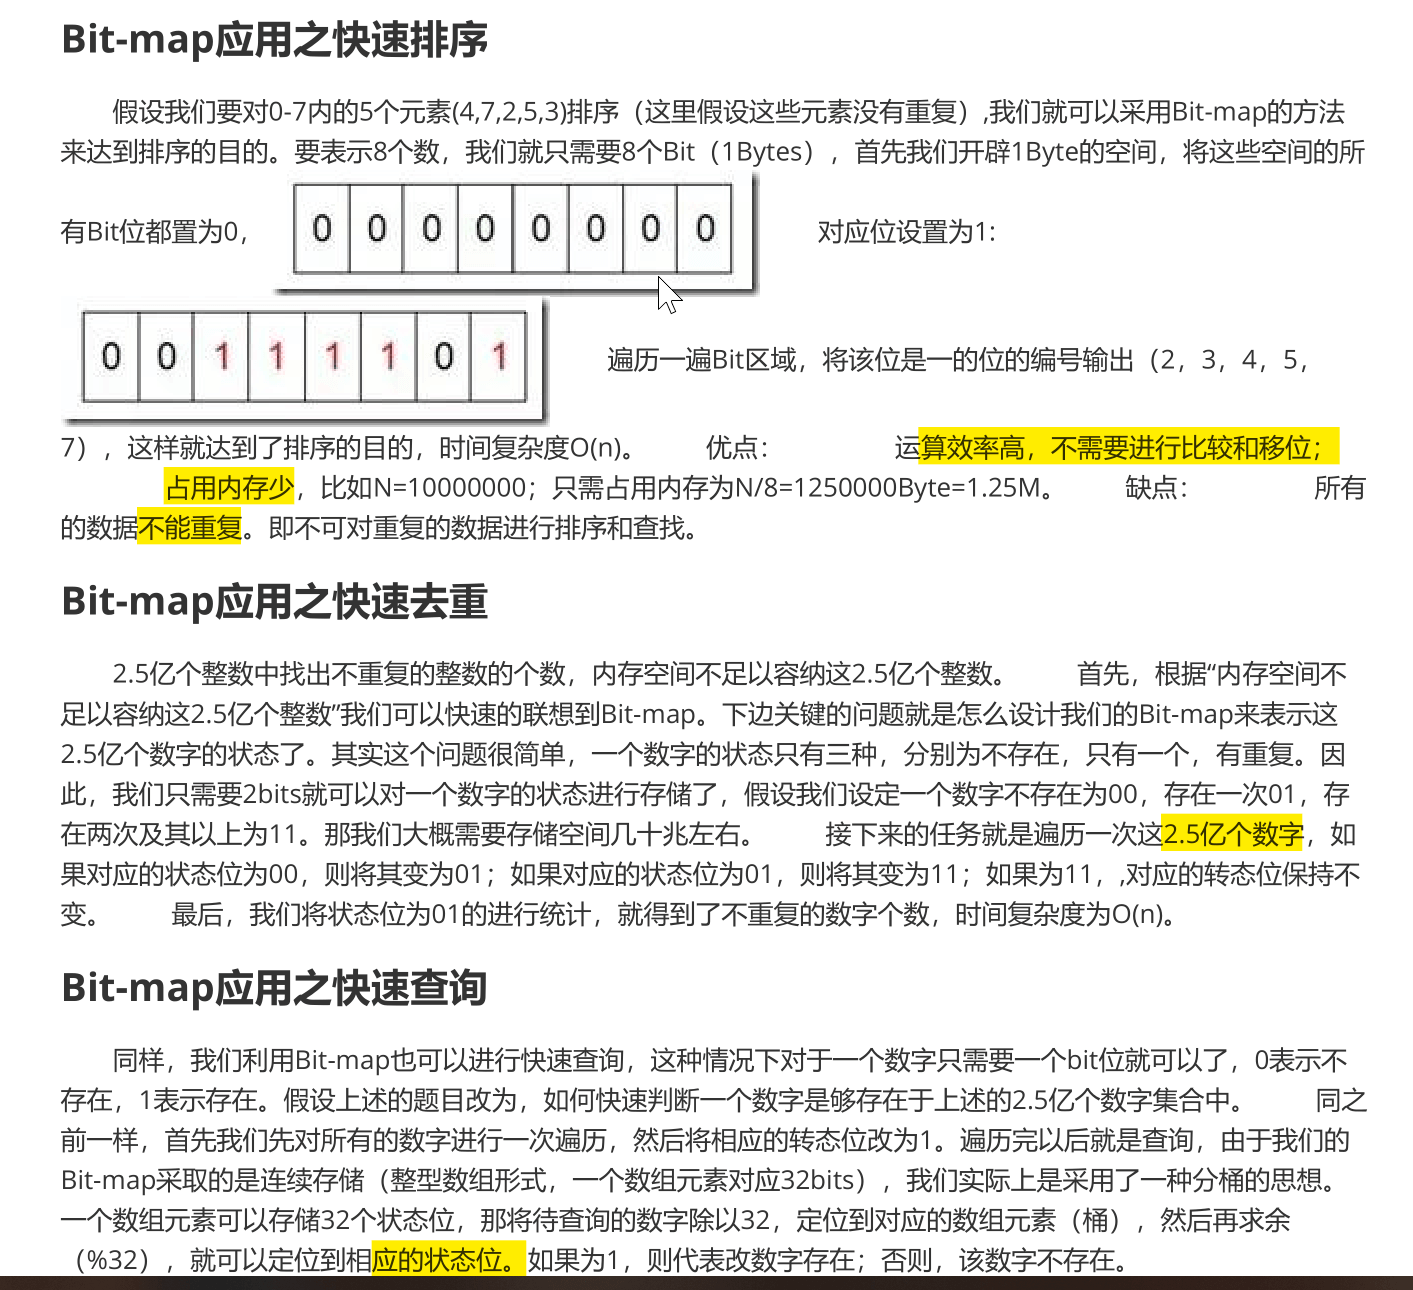 Bit-map应用之快速排序
假设我们要对0-7内的5个元素(4,7,2,5,3)排序（这里假设这些元素没有重复）,我们就可以采用Bit-map的方法
来达到排序的目的。要表示8个数，我们就只需要8个Bit（1Bytes），首先我们开辟1Byte的空间，将这些空间的所
有Bit位都置为0， 0 0 0 0 0 0 0 0 对应位设置为1:
0 0 1 1 1 1 0 1 遍历一遍Bit区域，将该位是一的位的编号输出（2，3，4，5，
7），这样就达到了排序的目的，时间复杂度O(n)。 优点： 运算效率高，不需要进行比较和移位；
占用内存少，比如N=10000000；只需占用内存为N/8=1250000Byte=1.25M。 缺点： 所有
的数据不能重复。即不可对重复的数据进行排序和查找。
Bit-map应用之快速去重
2.5亿个整数中找出不重复的整数的个数，内存空间不足以容纳这2.5亿个整数。 首先，根据“内存空间不
足以容纳这2.5亿个整数”我们可以快速的联想到Bit-map。下边关键的问题就是怎么设计我们的Bit-map来表示这
2.5亿个数字的状态了。其实这个问题很简单，一个数字的状态只有三种，分别为不存在，只有一个，有重复。因
此，我们只需要2bits就可以对一个数字的状态进行存储了，假设我们设定一个数字不存在为00，存在一次01，存
在两次及其以上为11。那我们大概需要存储空间几十兆左右。 接下来的任务就是遍历一次这2.5亿个数字，如
果对应的状态位为00，则将其变为01；如果对应的状态位为01，则将其变为11；如果为11，,对应的转态位保持不
变。 最后，我们将状态位为01的进行统计，就得到了不重复的数字个数，时间复杂度为O(n)。
Bit-map应用之快速查询
同样，我们利用Bit-map也可以进行快速查询，这种情况下对于一个数字只需要一个bit位就可以了，0表示不
存在，1表示存在。假设上述的题目改为，如何快速判断一个数字是够存在于上述的2.5亿个数字集合中。 同之
前一样，首先我们先对所有的数字进行一次遍历，然后将相应的转态位改为1。遍历完以后就是查询，由于我们的
Bit-map采取的是连续存储（整型数组形式，一个数组元素对应32bits），我们实际上是采用了一种分桶的思想。
一个数组元素可以存储32个状态位，那将待查询的数字除以32，定位到对应的数组元素（桶），然后再求余
（%32），就可以定位到相应的状态位。如果为1，则代表改数字存在；否则，该数字不存在。